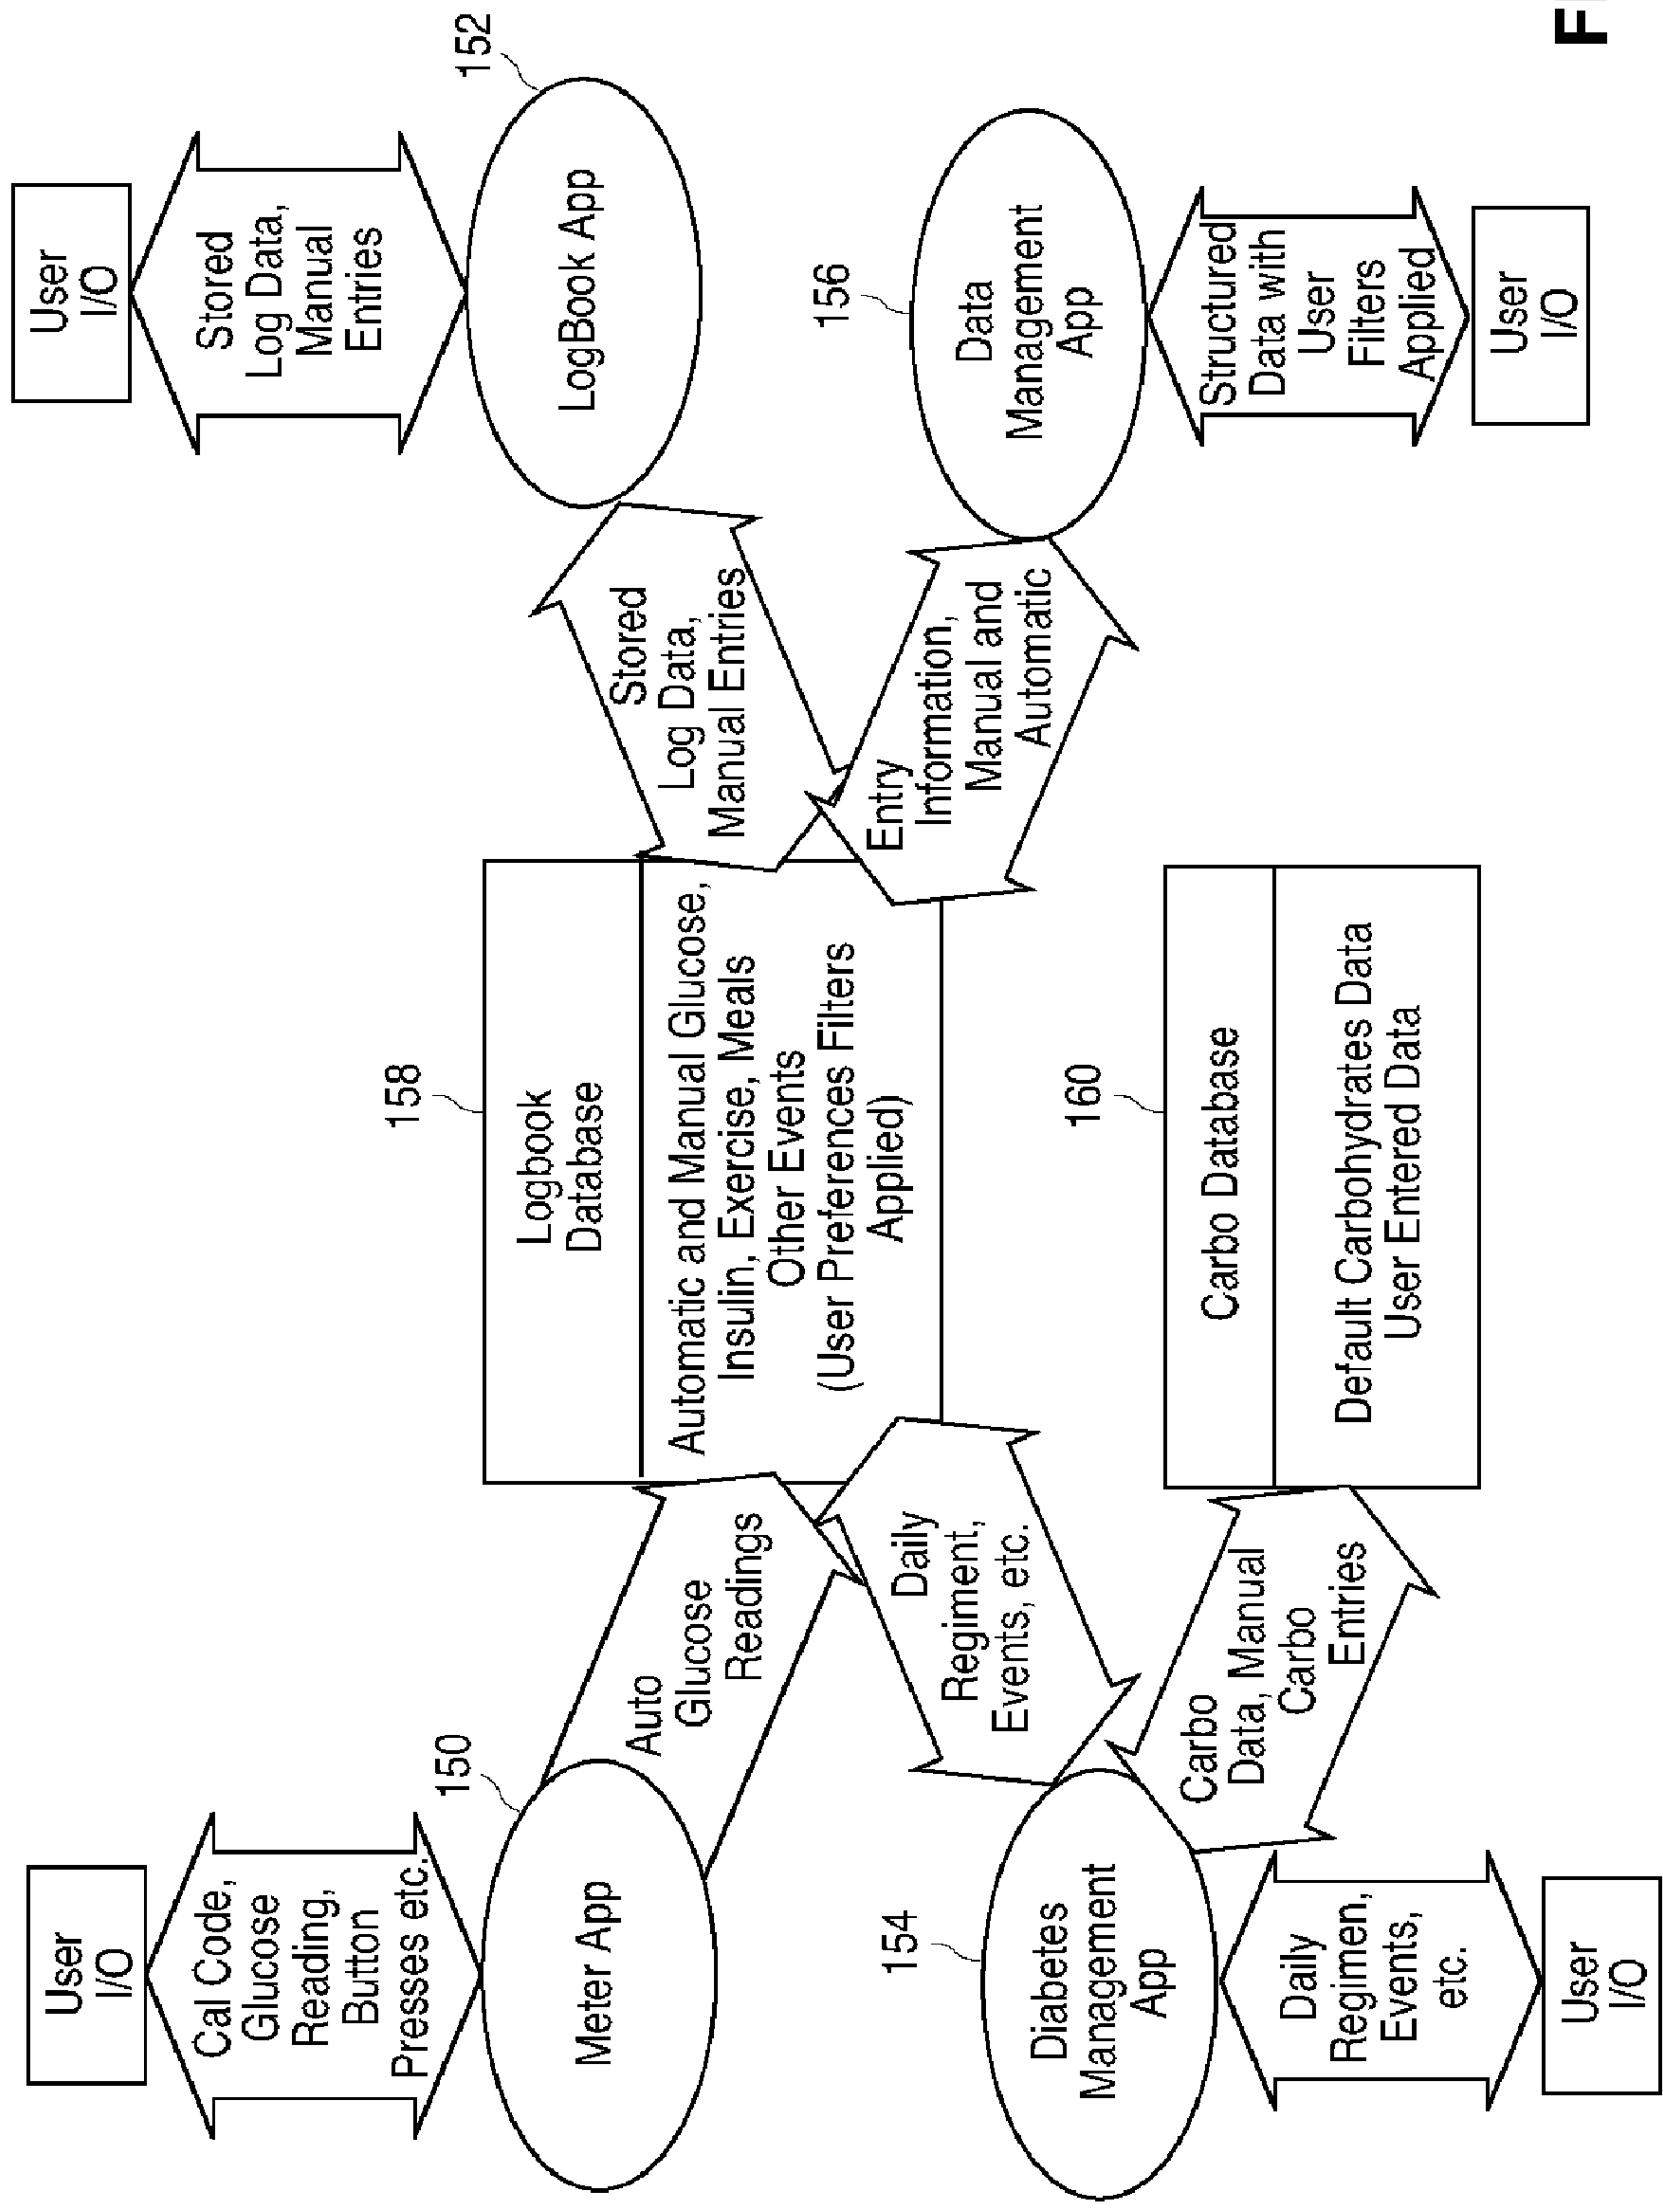 User
I/O
Cal Code,
Glucose
Reading,
Button
Presses etc.
150
Meter App
Auto
Glucose
Readings
158
Logbook
Database
Automatic and Manual Glucose,
Insulin, Exercise, Meals
Other Events
(User Preferences Filters
Applied)
Stored
Log Data,
Manual Entries
User
I/O
Stored
Log Data,
Manual
Entries
152
LogBook App
154
Diabetes
Management
App
Daily
Regiment,
Events, etc.
Daily
Regimen,
Events,
etc.
User
I/O
Carbo
Data, Manual
Carbo
Entries
160
Carbo Database
Default Carbohydrates Data
User Entered Data
Entry
Information,
Manual and
Automatic
156
Data
Management
App
Structured
Data with
User
Filters
Applied
User
I/O
F